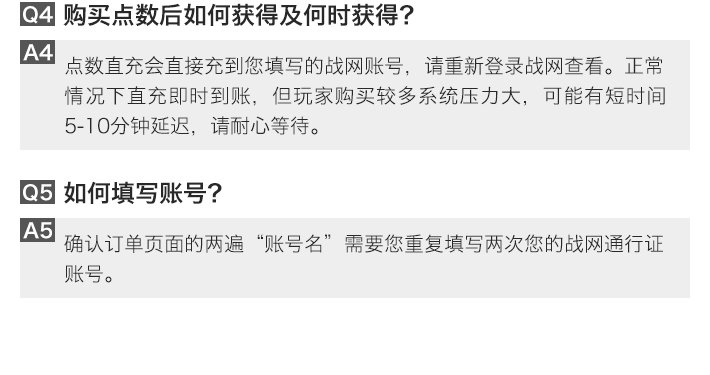 Q4 购买点数后如何获得及何时获得?
A4
点数直充会直接充到您填写的战网账号，请重新登录战网查看。正常
情况下直充即时到账，但玩家购买较多系统压力大，可能有短时间
5-10分钟延迟，请耐心等待。
Q5 如何填写账号?
A5
确认订单页面的两遍“账号名”需要您重复填写两次您的战网通行证
账号。